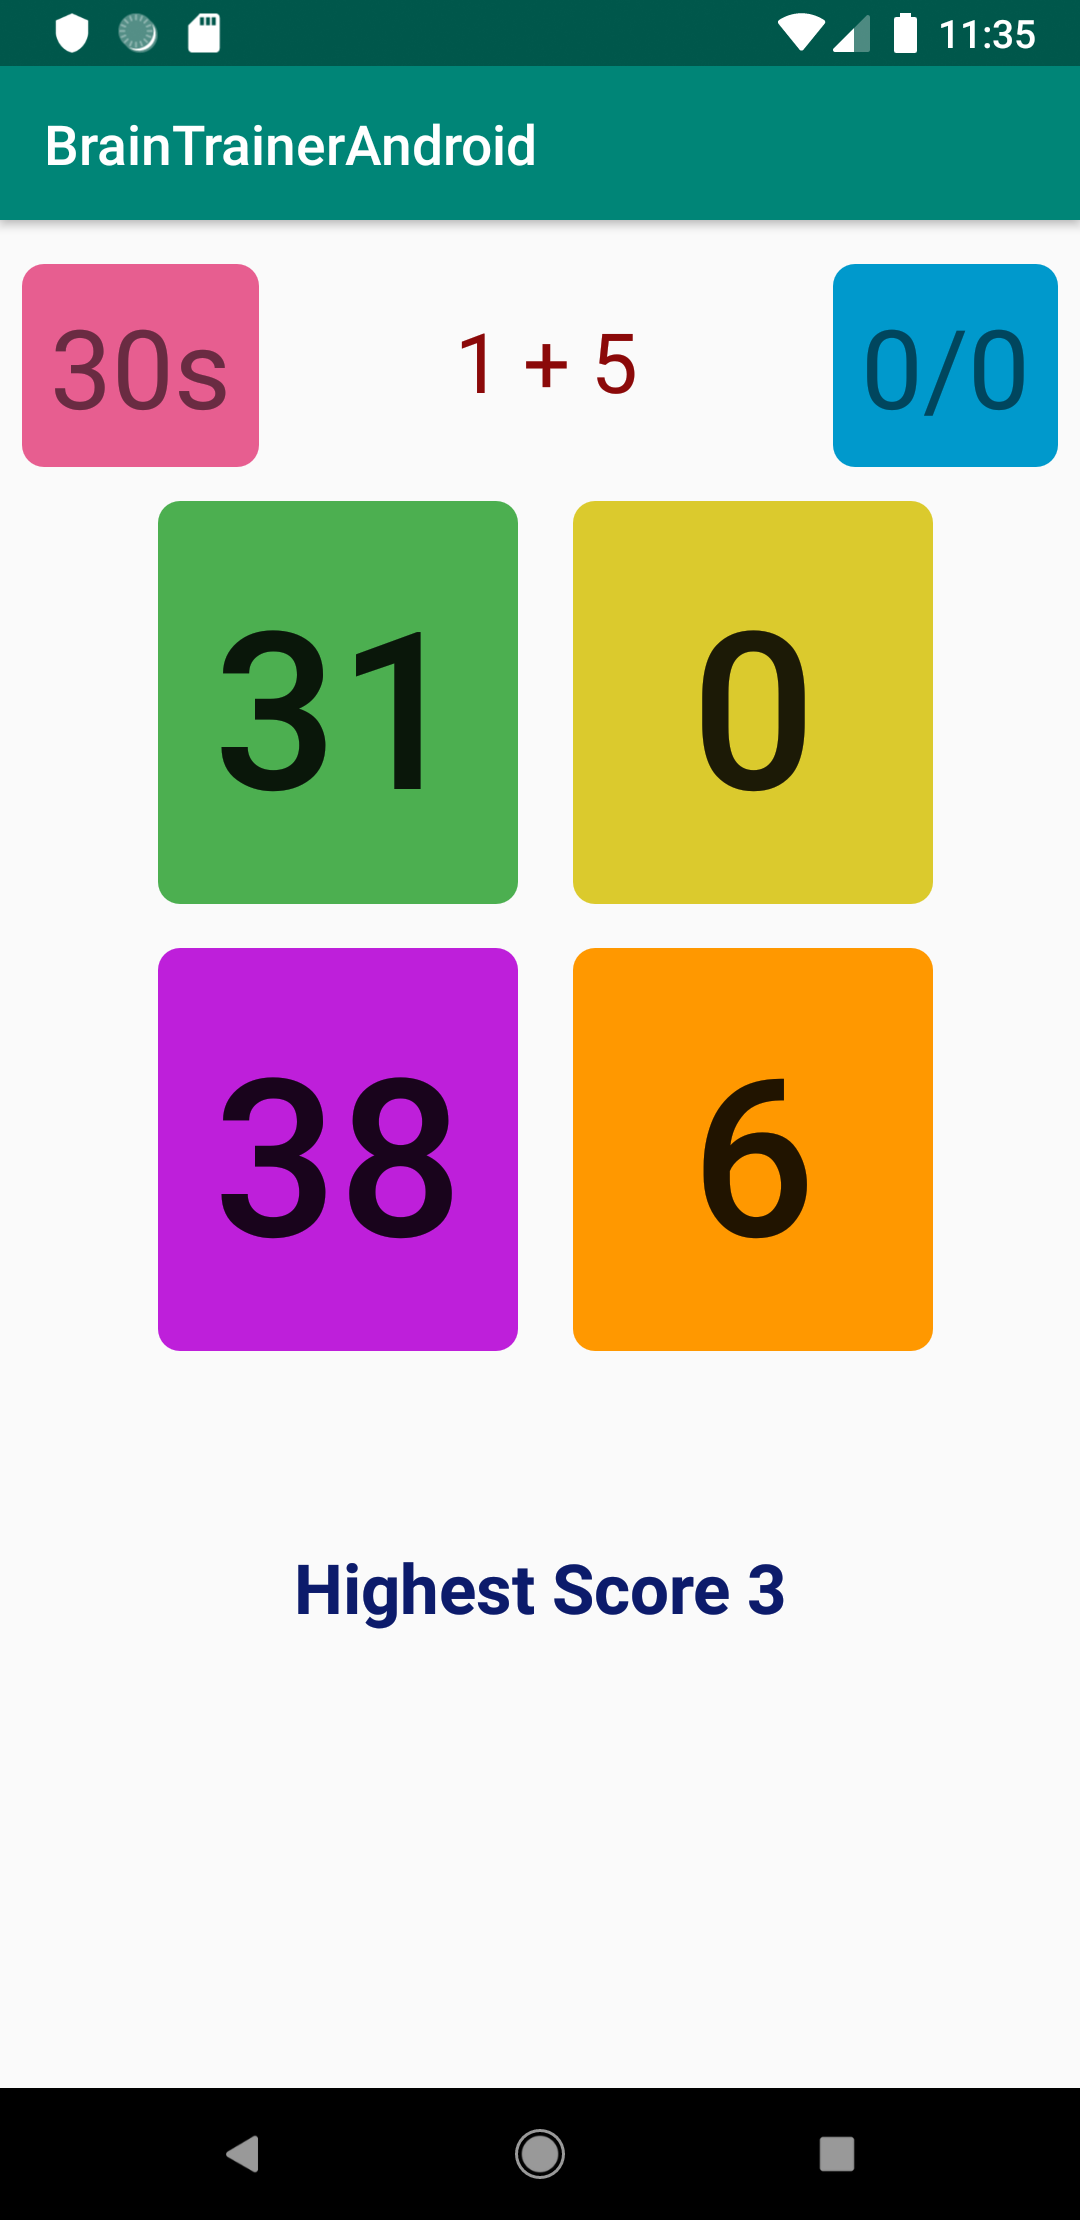 11:35
BrainTrainerAndroid
30s 1 + 5 0/0
31 0
38 6
Highest Score 3